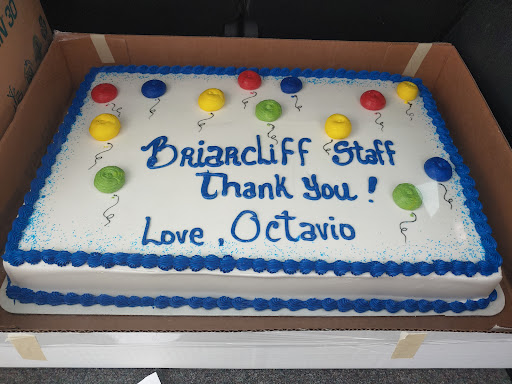 Briarcliff Staff
Thank You!
Love, Octavio